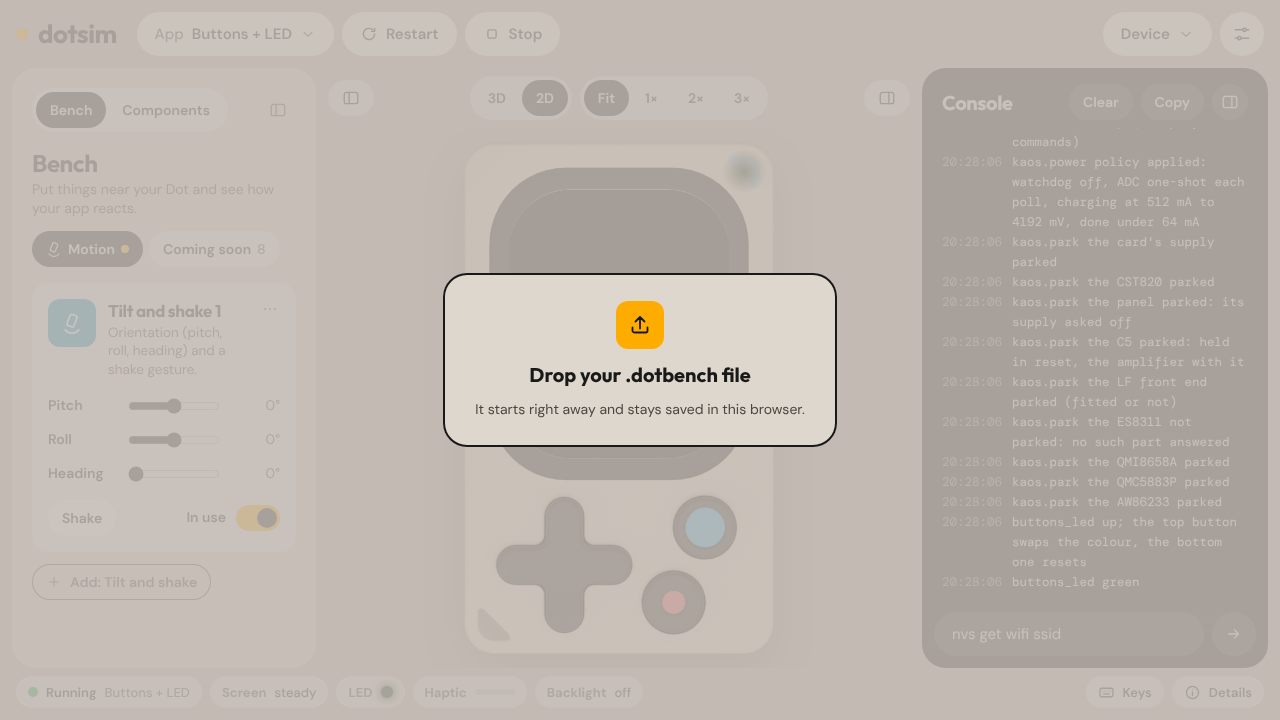 dotsim
App Buttons + LED
Restart
Stop
Device
Bench
Components
3D
2D
Fit
1×
2×
3×
Console
Clear
Copy
Bench
Put things near your Dot and see how
your app reacts.
Motion
Coming soon 8
Tilt and shake 1
Orientation (pitch,
roll, heading) and a
shake gesture.
Pitch
0°
Roll
0°
Heading
0°
Shake
In use
+ Add: Tilt and shake
Drop your .dotbench file
It starts right away and stays saved in this browser.
commands)
20:28:06 kaos.power policy applied:
watchdog off, ADC one-shot each
poll, charging at 512 mA to
4192 mV, done under 64 mA
20:28:06 kaos.park the card's supply
parked
20:28:06 kaos.park the CST820 parked
20:28:06 kaos.park the panel parked: its
supply asked off
20:28:06 kaos.park the C5 parked: held
in reset, the amplifier with it
20:28:06 kaos.park the LF front end
parked (fitted or not)
20:28:06 kaos.park the ES8311 not
parked: no such part answered
20:28:06 kaos.park the QMI8658A parked
20:28:06 kaos.park the QMC5883P parked
20:28:06 kaos.park the AW86233 parked
20:28:06 buttons_led up; the top button
swaps the colour, the bottom
one resets
20:28:06 buttons_led green
nvs get wifi ssid
Running Buttons + LED
Screen steady
LED
Haptic
Backlight off
Keys
Details